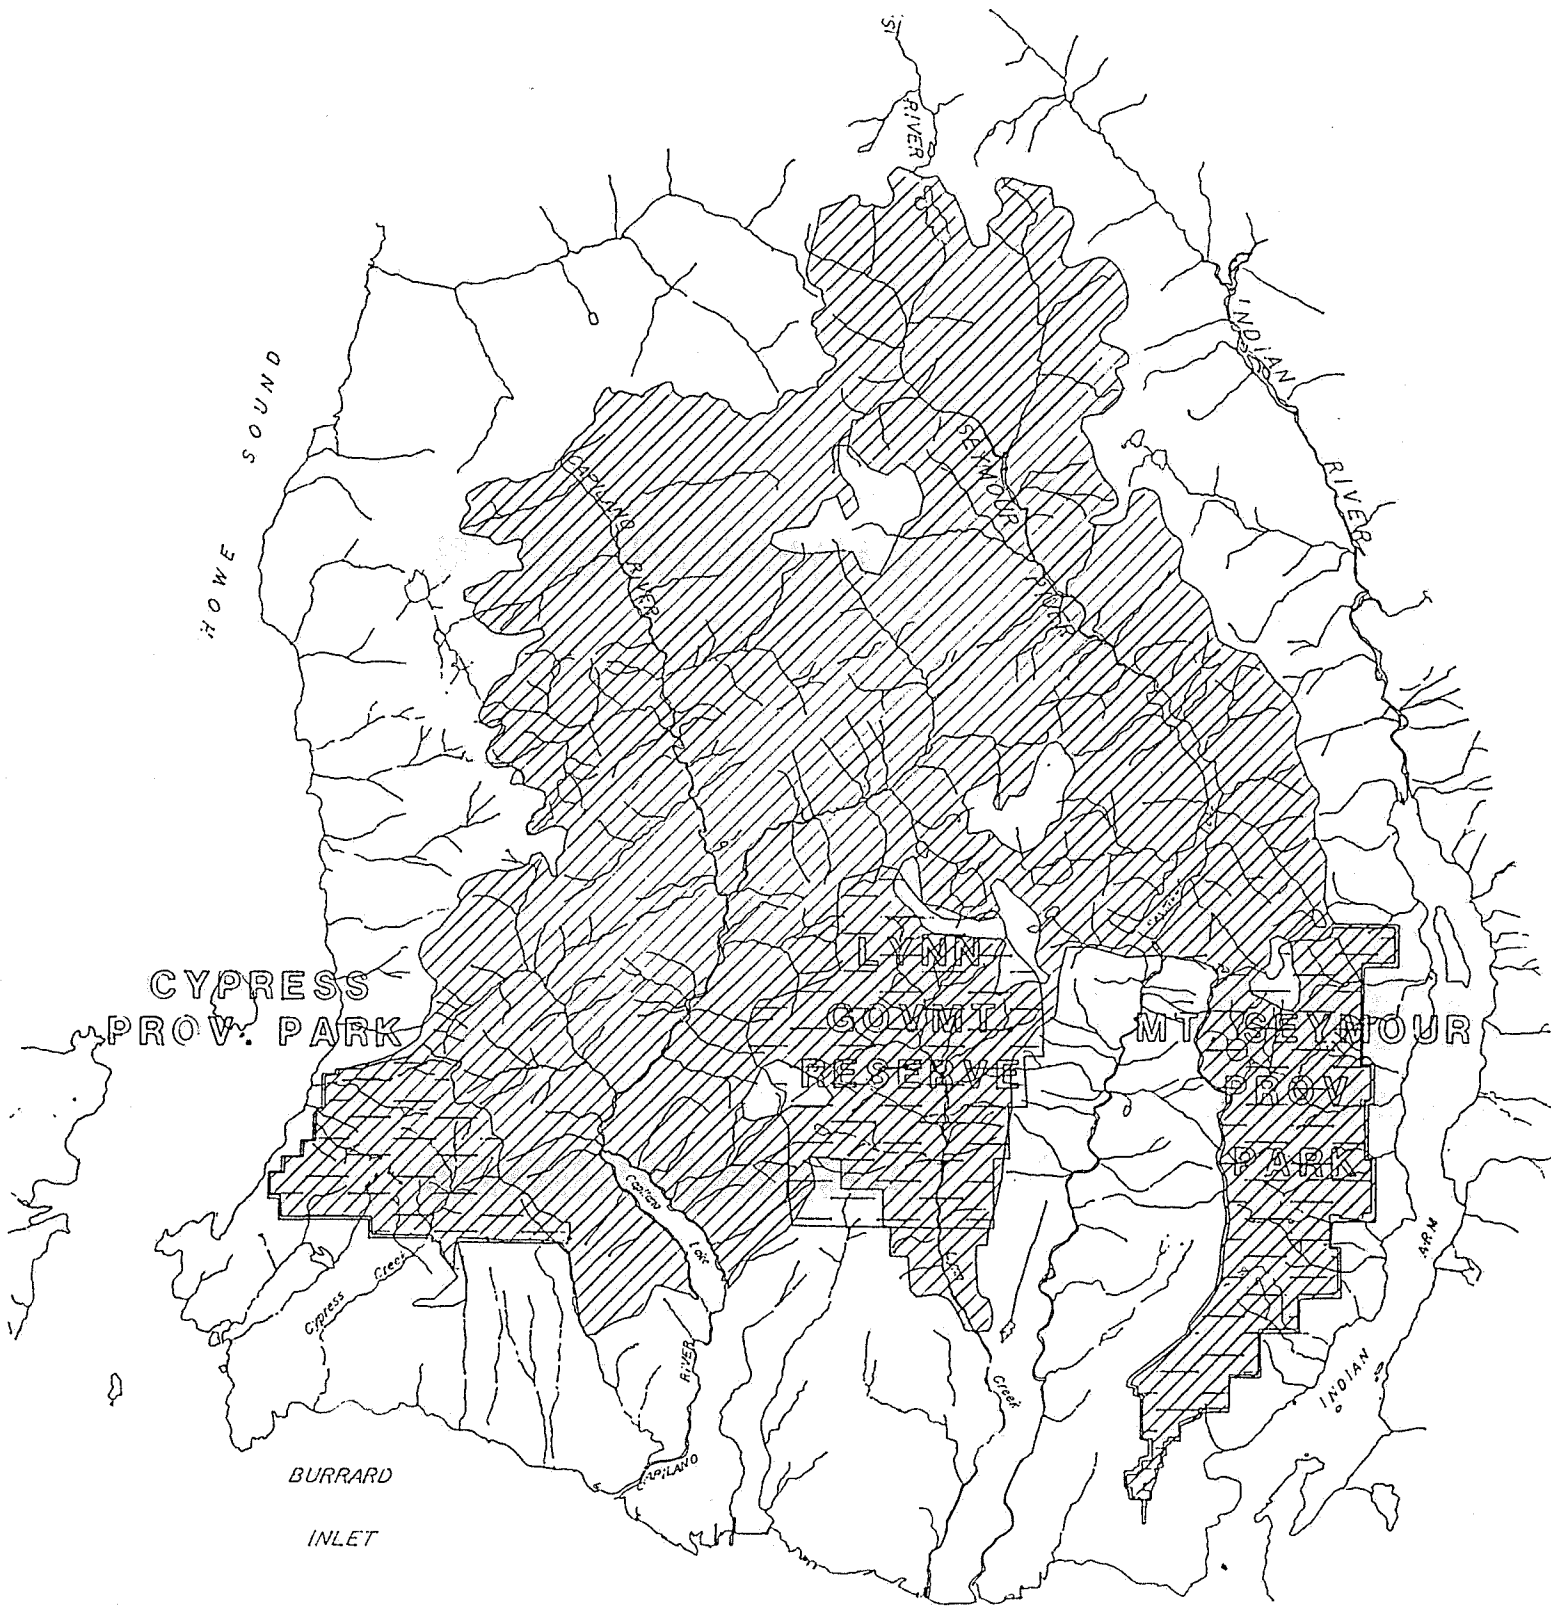 RIVER
INDIAN
RIVER
HOWE SOUND
SEYMOUR
CAPILANO RIVER
LYNN
GOVMT
RESERVE
CYPRESS
PROV. PARK
MT. SEYMOUR
PROV
PARK
Capilano
Cypress Creek
RIVER
CAPILANO
Creek
INDIAN
ARM
BURRARD
INLET